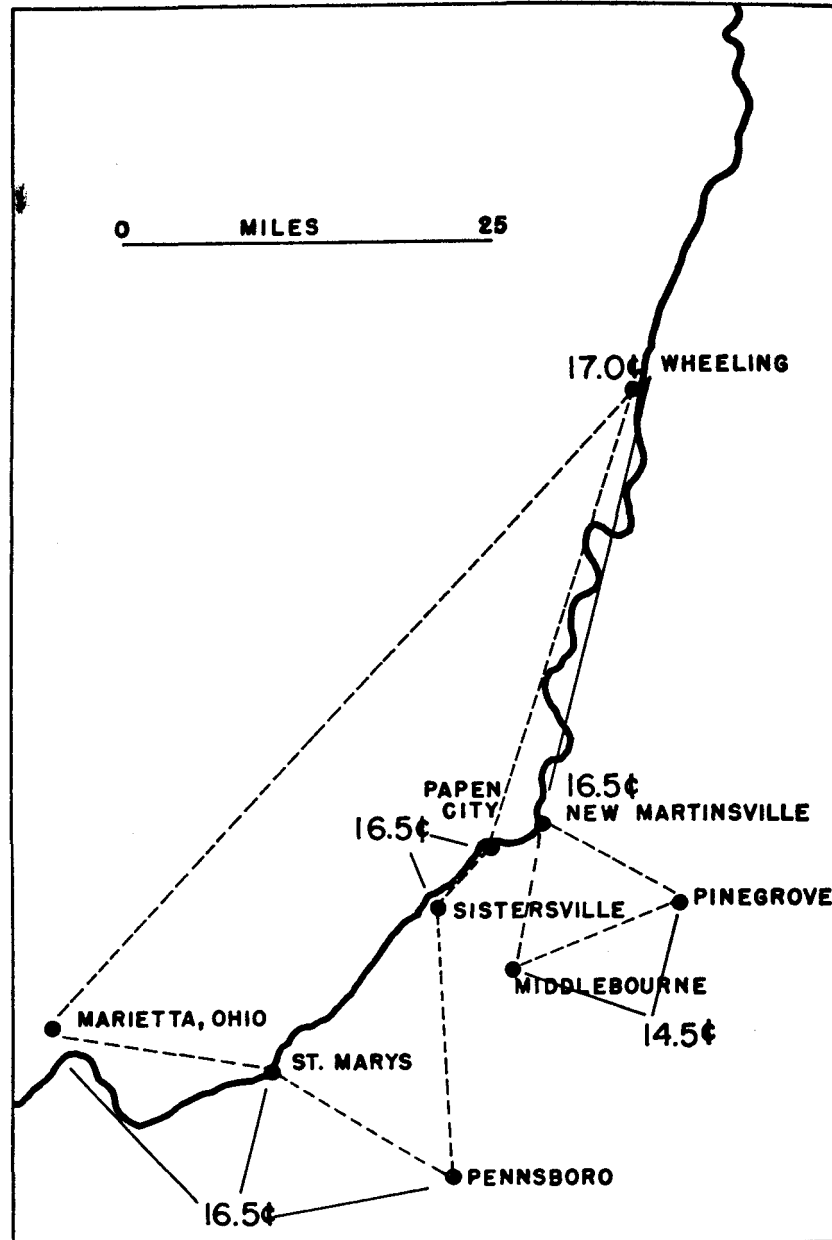 0 MILES 25
17.0¢ WHEELING
PAPEN
CITY
16.5¢
NEW MARTINSVILLE
16.5¢
SISTERSVILLE
PINEGROVE
MIDDLEBOURNE
14.5¢
MARIETTA, OHIO
ST. MARYS
PENNSBORO
16.5¢